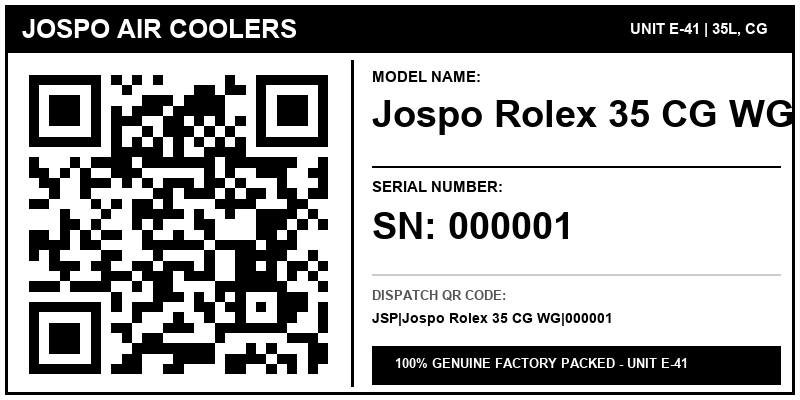 JOSPO AIR COOLERS
UNIT E-41 | 35L, CG
MODEL NAME:
Jospo Rolex 35 CG WG
SERIAL NUMBER:
SN: 000001
DISPATCH QR CODE:
JSP|Jospo Rolex 35 CG WG|000001
100% GENUINE FACTORY PACKED - UNIT E-41